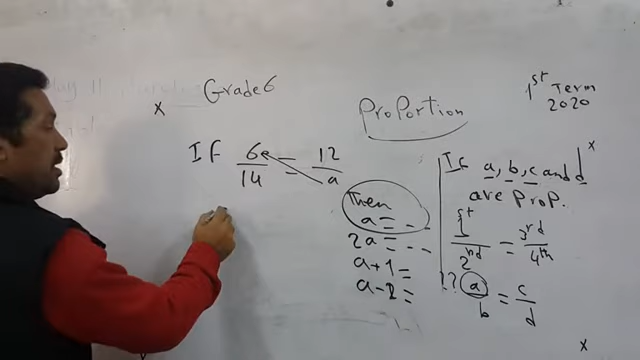 Grade 6
1st Term
2020
Proportion
If 6/14 = 12/a
Then
a = ...
2a = ...
a+1 =
a-2 =
If a, b, c and d
are prop.
1st/2nd = 3rd/4th
?? a/b = c/d